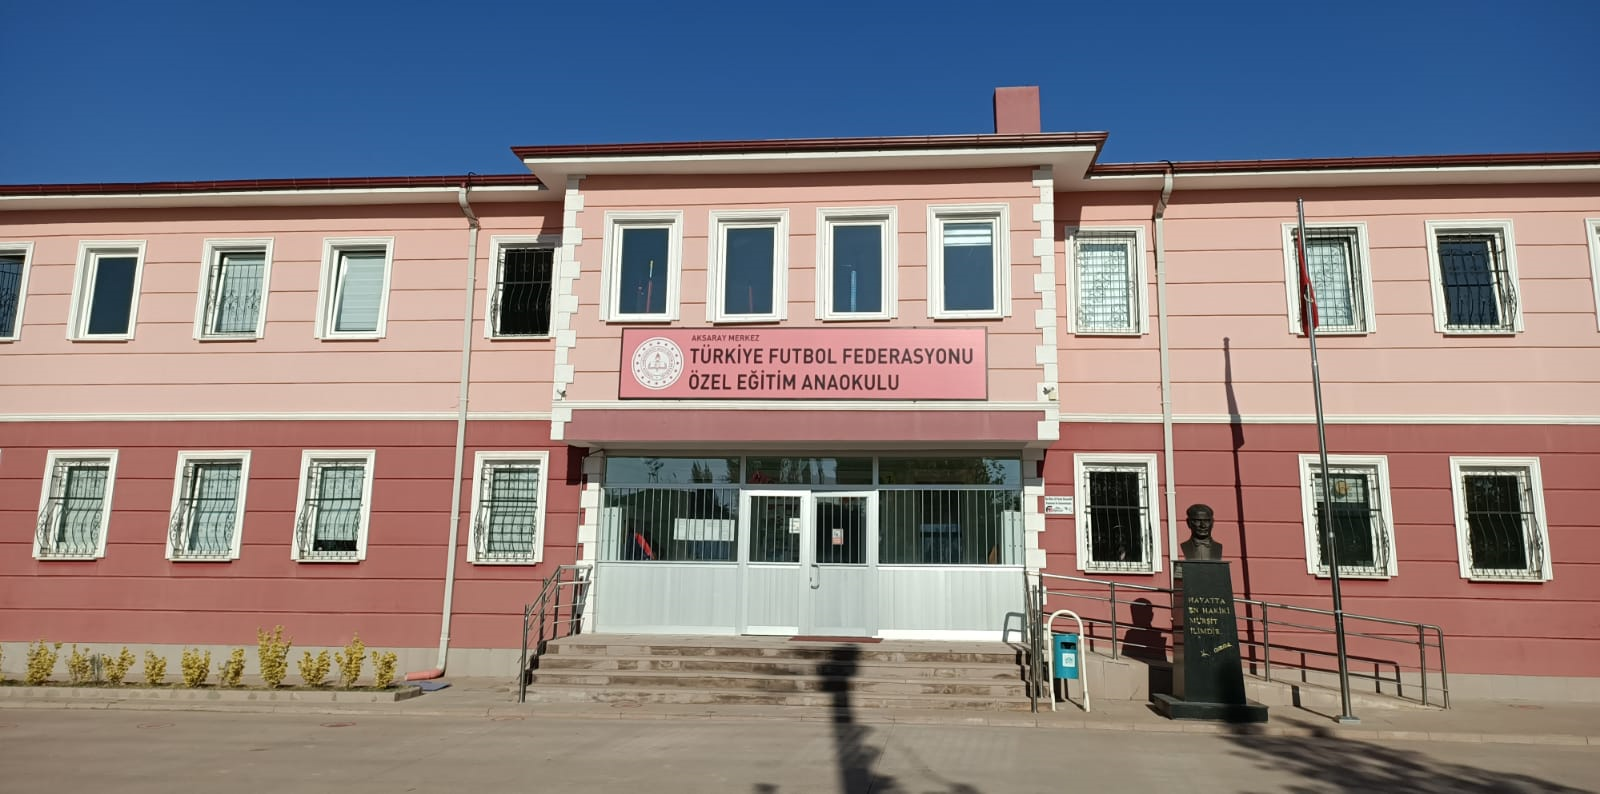 AKSARAY MERKEZ
TÜRKİYE FUTBOL FEDERASYONU
ÖZEL EĞİTİM ANAOKULU
HAYATTA
EN HAKİKİ
MÜRŞİT
İLİMDİR.